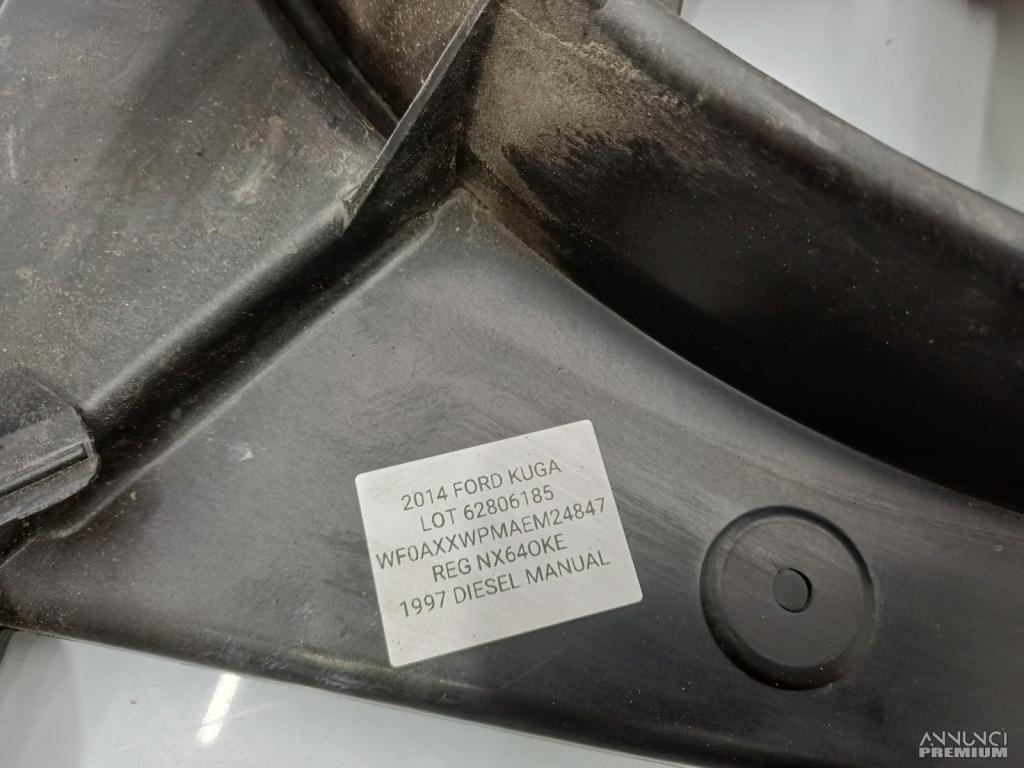 2014 FORD KUGA
LOT 62806185
WF0AXXWPMAEM24847
REG NX64OKE
1997 DIESEL MANUAL
ANNUNCI
PREMIUM